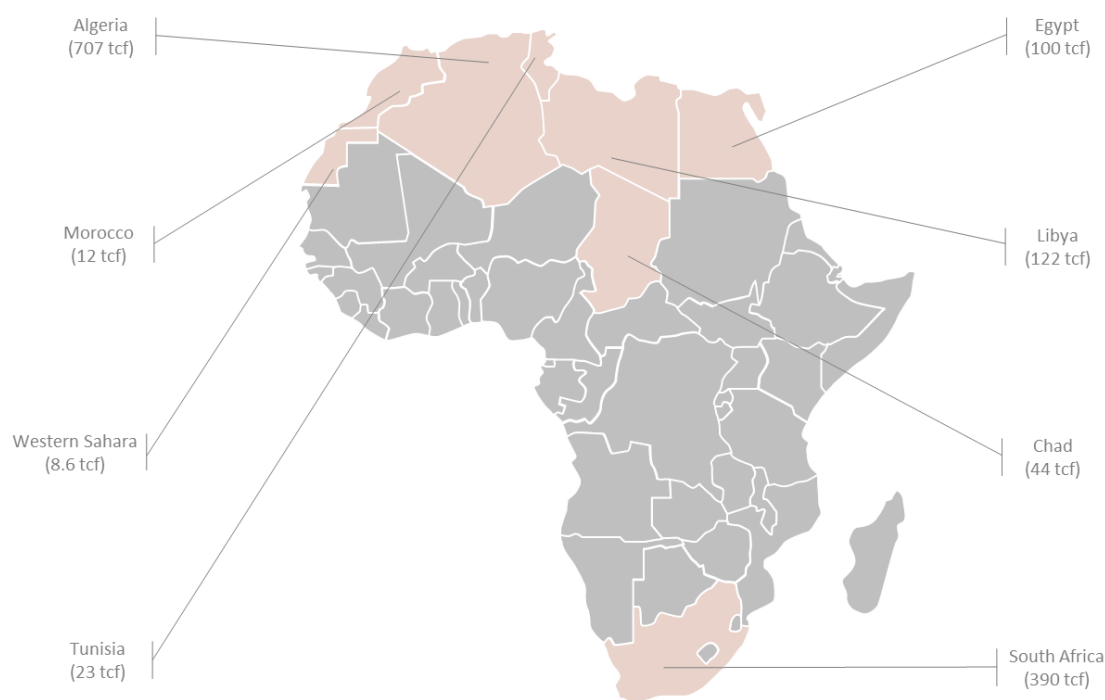 Algeria
(707 tcf)
Egypt
(100 tcf)
Morocco
(12 tcf)
Libya
(122 tcf)
Western Sahara
(8.6 tcf)
Chad
(44 tcf)
Tunisia
(23 tcf)
South Africa
(390 tcf)